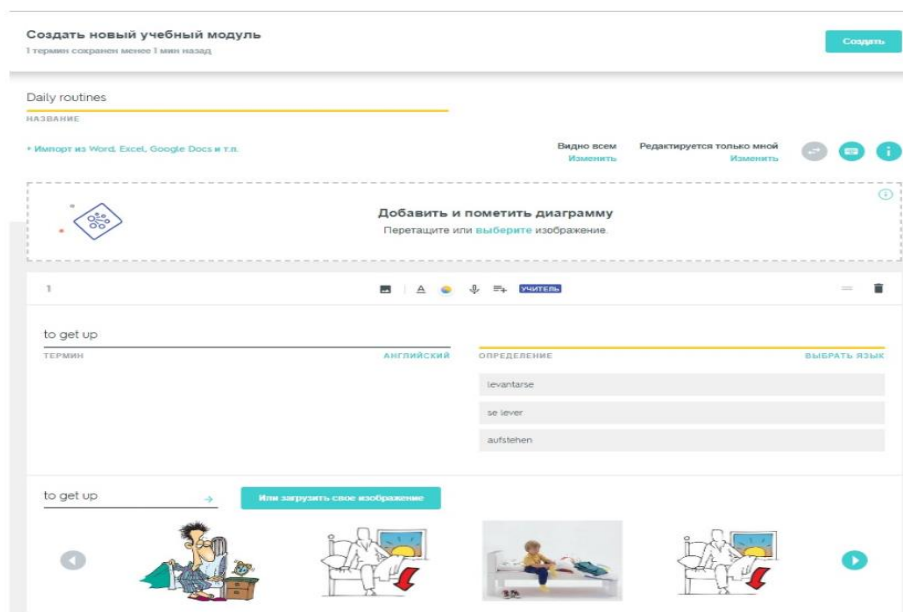 Создать новый учебный модуль
1 термин сохранен менее 1 мин назад
Создать
Daily routines
НАЗВАНИЕ
+ Импорт из Word, Excel, Google Docs и т.п.
Видно всем
Изменить
Редактируется только мной
Изменить
Добавить и пометить диаграмму
Перетащите или выберите изображение.
1
УЧИТЕЛЬ
to get up
ТЕРМИН
АНГЛИЙСКИЙ
ОПРЕДЕЛЕНИЕ
ВЫБРАТЬ ЯЗЫК
levantarse
se lever
aufstehen
to get up
Или загрузить свое изображение